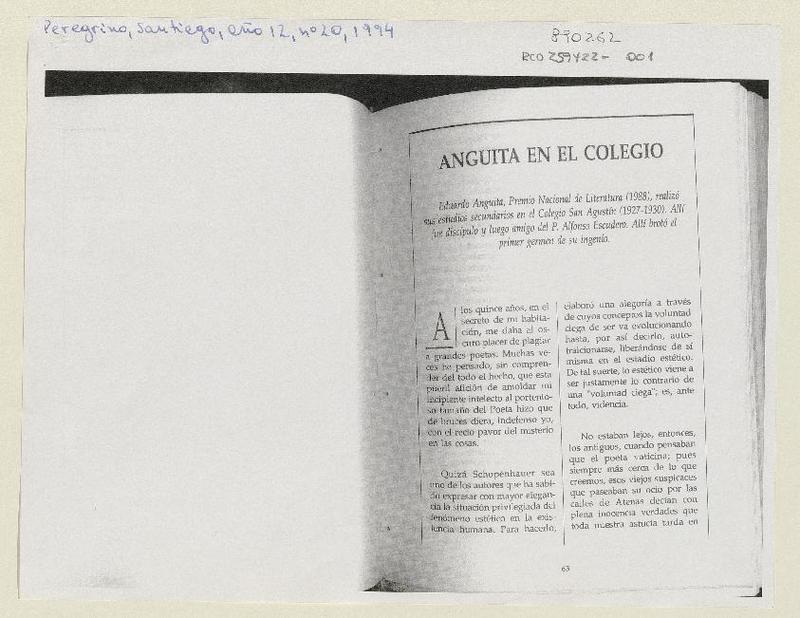 Peregrino, Santiago, año 12, nº 20, 1994
890262
RCO 259422- 001
ANGUITA EN EL COLEGIO
Eduardo Anguita, Premio Nacional de Literatura (1988), realizó
sus estudios secundarios en el Colegio San Agustín (1927-1930). Allí
fue discípulo y luego amigo del P. Alfonso Escudero. Allí brotó el
primer germen de su ingenio.
A los quince años, en el
secreto de mi habita-
ción, me daba al os-
curo placer de plagiar
a grandes poetas. Muchas ve-
ces he pensado, sin compren-
der del todo el hecho, que esta
pueril afición de amoldar mi
incipiente intelecto al portento-
so tamaño del Poeta hizo que
de bruces diera, indefenso yo,
con el recio pavor del misterio
en las cosas.
Quizá Schopenhauer sea
uno de los autores que ha sabi-
do expresar con mayor elegan-
cia la situación privilegiada del
fenómeno estético en la exis-
tencia humana. Para hacerlo,
elaboró una alegoría a través
de cuyos conceptos la voluntad
ciega de ser va evolucionando
hasta, por así decirlo, auto-
traicionarse, liberándose de sí
misma en el estadio estético.
De tal suerte, lo estético viene a
ser justamente lo contrario de
una "voluntad ciega"; es, ante
todo, videncia.
No estaban lejos, entonces,
los antiguos, cuando pensaban
que el poeta vaticina; pues
siempre más cerca de lo que
creemos, esos viejos suspicaces
que paseaban su ocio por las
calles de Atenas decían con
plena inocencia verdades que
toda nuestra astucia tarda en
63